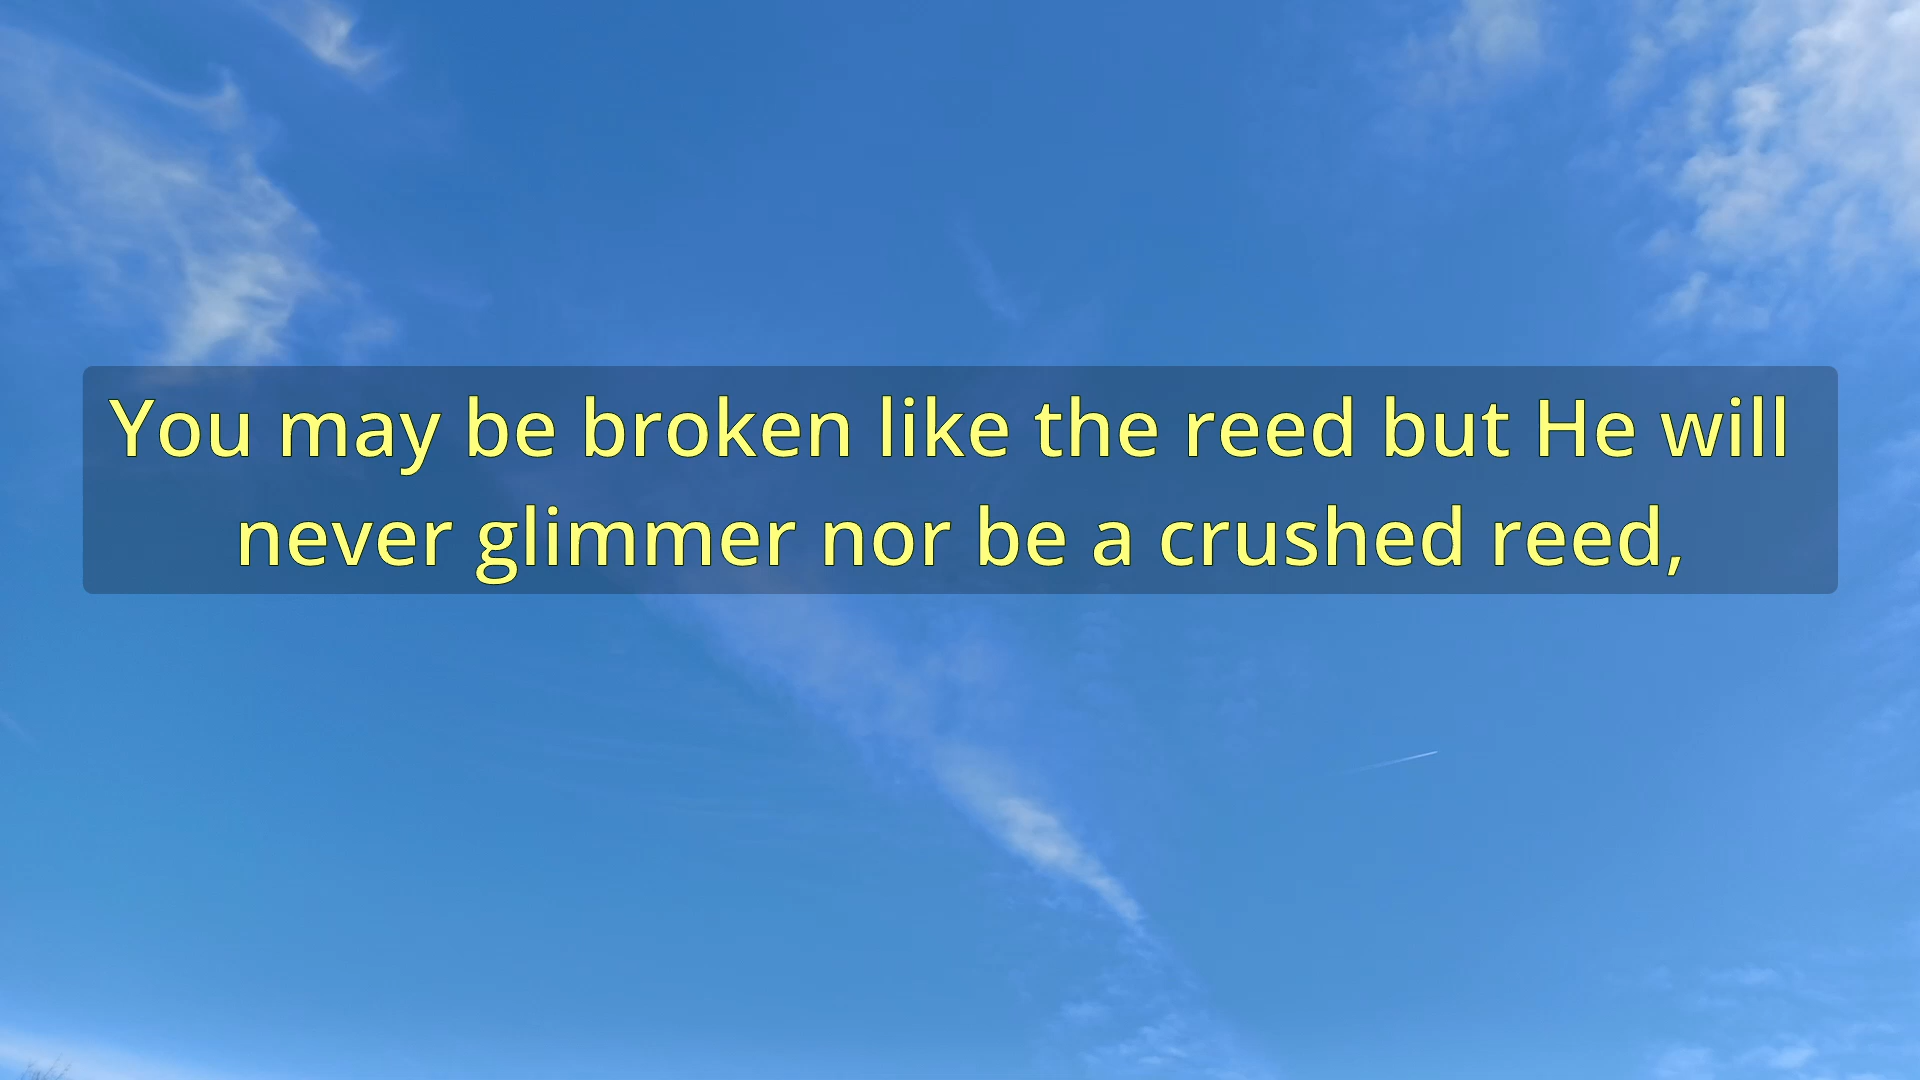 You may be broken like the reed but He will
never glimmer nor be a crushed reed,